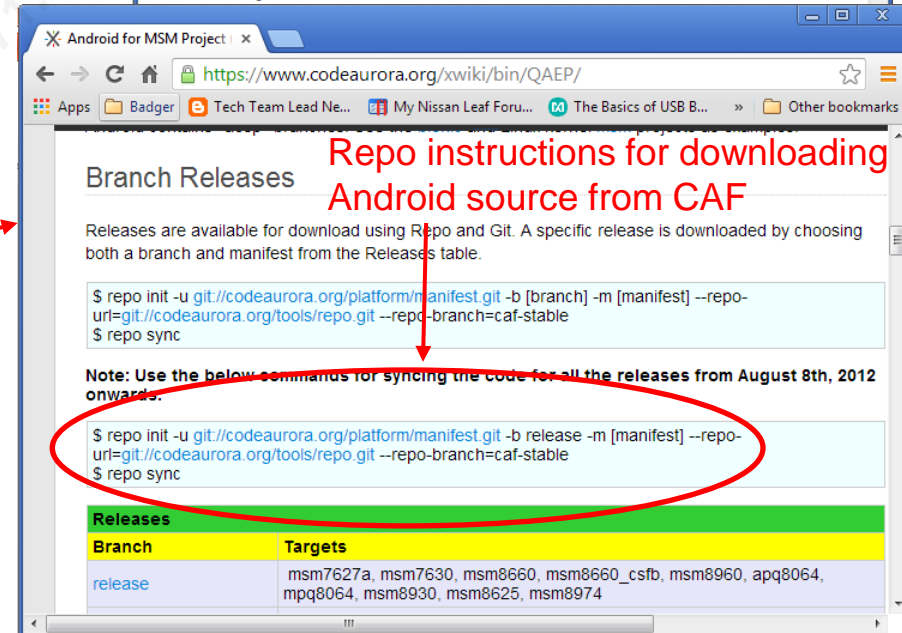 Android for MSM Project
https://www.codeaurora.org/xwiki/bin/QAEP/
Apps Badger Tech Team Lead Ne... My Nissan Leaf Foru... The Basics of USB B... » Other bookmarks
Repo instructions for downloading
Android source from CAF
Branch Releases
Releases are available for download using Repo and Git. A specific release is downloaded by choosing
both a branch and manifest from the Releases table.
$ repo init -u git://codeaurora.org/platform/manifest.git -b [branch] -m [manifest] --repo-
url=git://codeaurora.org/tools/repo.git --repo-branch=caf-stable
$ repo sync
Note: Use the below commands for syncing the code for all the releases from August 8th, 2012
onwards.
$ repo init -u git://codeaurora.org/platform/manifest.git -b release -m [manifest] --repo-
url=git://codeaurora.org/tools/repo.git --repo-branch=caf-stable
$ repo sync
Releases
Branch Targets
release msm7627a, msm7630, msm8660, msm8660_csfb, msm8960, apq8064,
mpq8064, msm8930, msm8625, msm8974